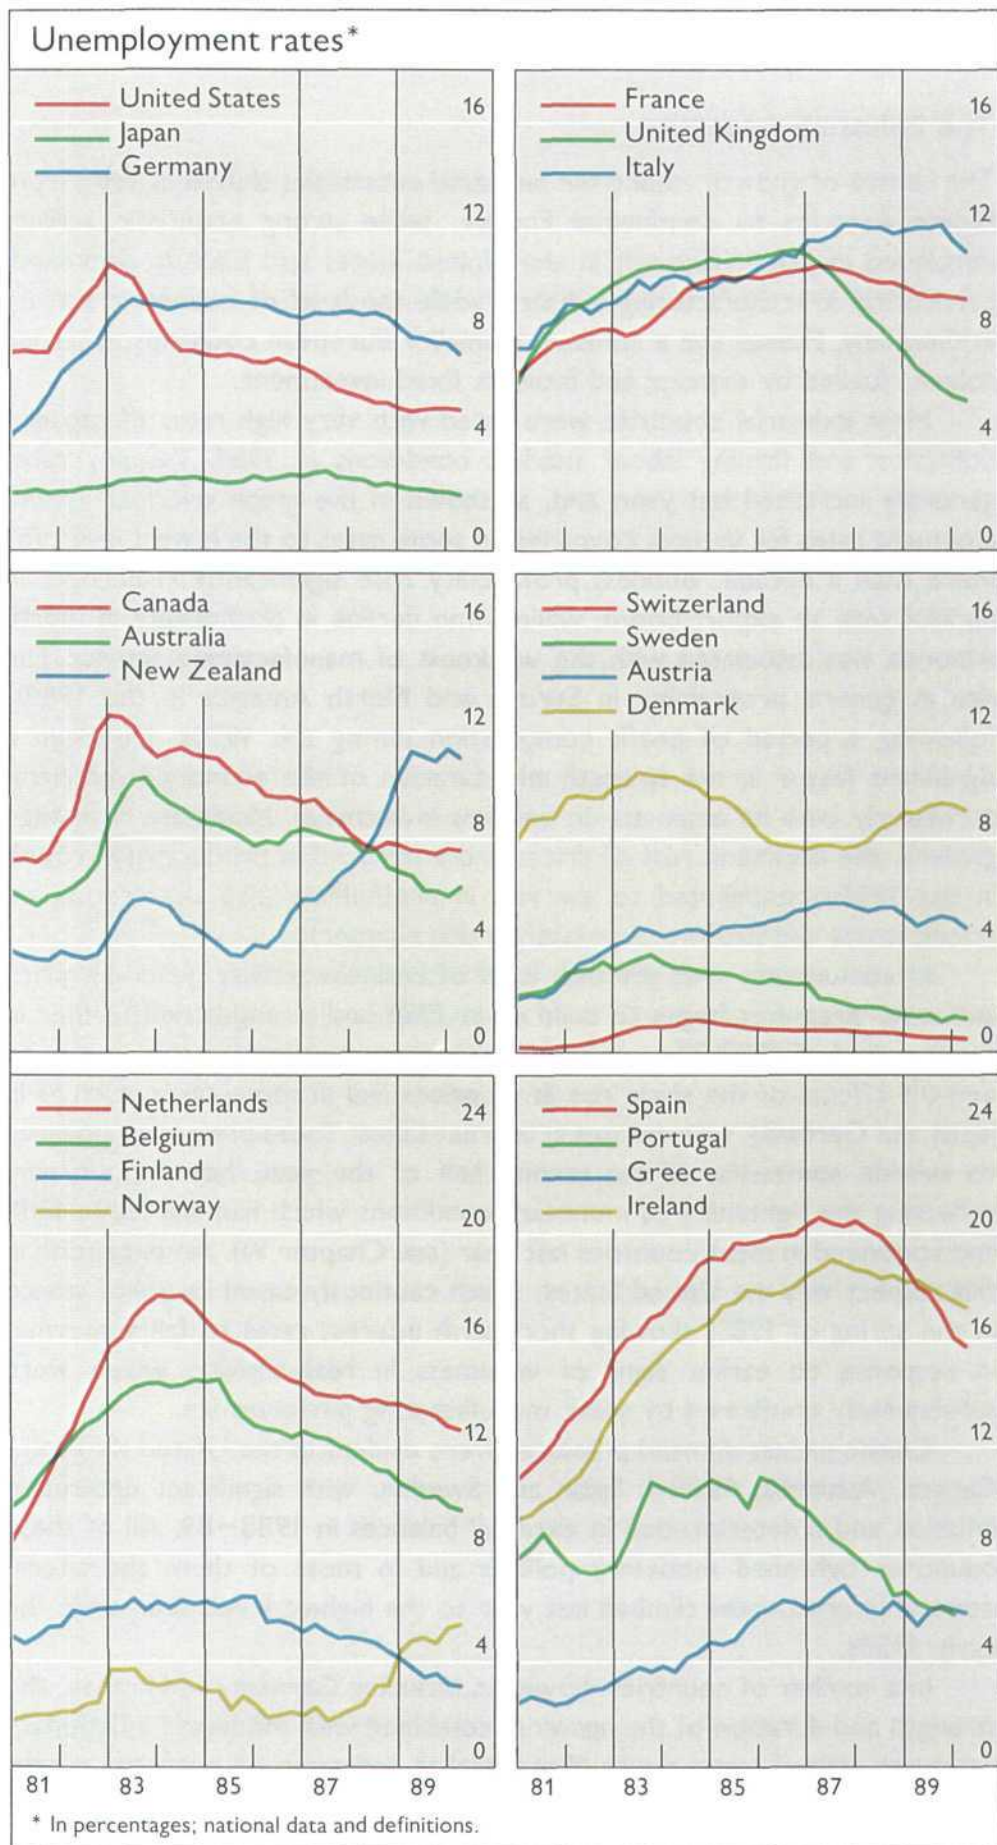 Unemployment rates*
United States
Japan
Germany
16
12
8
4
0
France
United Kingdom
Italy
16
12
8
4
0
Canada
Australia
New Zealand
16
12
8
4
0
Switzerland
Sweden
Austria
Denmark
16
12
8
4
0
Netherlands
Belgium
Finland
Norway
24
20
16
12
8
4
0
Spain
Portugal
Greece
Ireland
24
20
16
12
8
4
0
81 83 85 87 89
81 83 85 87 89
* In percentages; national data and definitions.